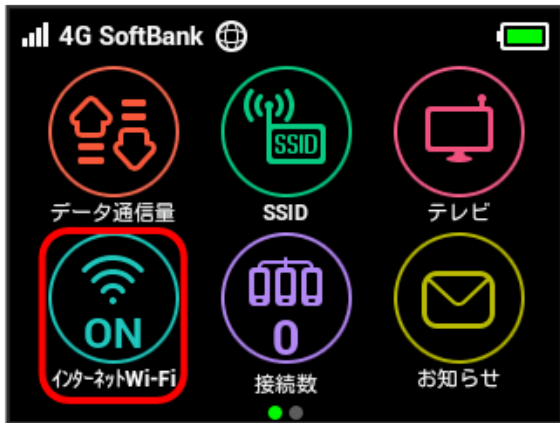 4G SoftBank
SSID
データ通信量
SSID
テレビ
ON
0
インターネットWi-Fi
接続数
お知らせ